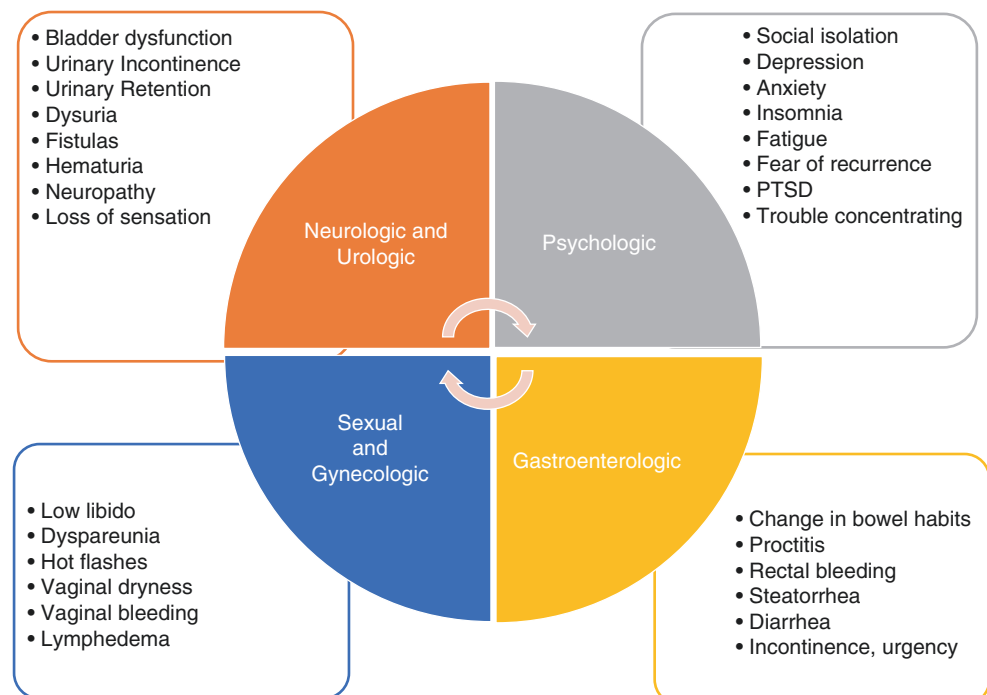 • Bladder dysfunction
• Urinary Incontinence
• Urinary Retention
• Dysuria
• Fistulas
• Hematuria
• Neuropathy
• Loss of sensation
• Social isolation
• Depression
• Anxiety
• Insomnia
• Fatigue
• Fear of recurrence
• PTSD
• Trouble concentrating
Neurologic and
Urologic
Psychologic
Sexual
and
Gynecologic
Gastroenterologic
• Low libido
• Dyspareunia
• Hot flashes
• Vaginal dryness
• Vaginal bleeding
• Lymphedema
• Change in bowel habits
• Proctitis
• Rectal bleeding
• Steatorrhea
• Diarrhea
• Incontinence, urgency